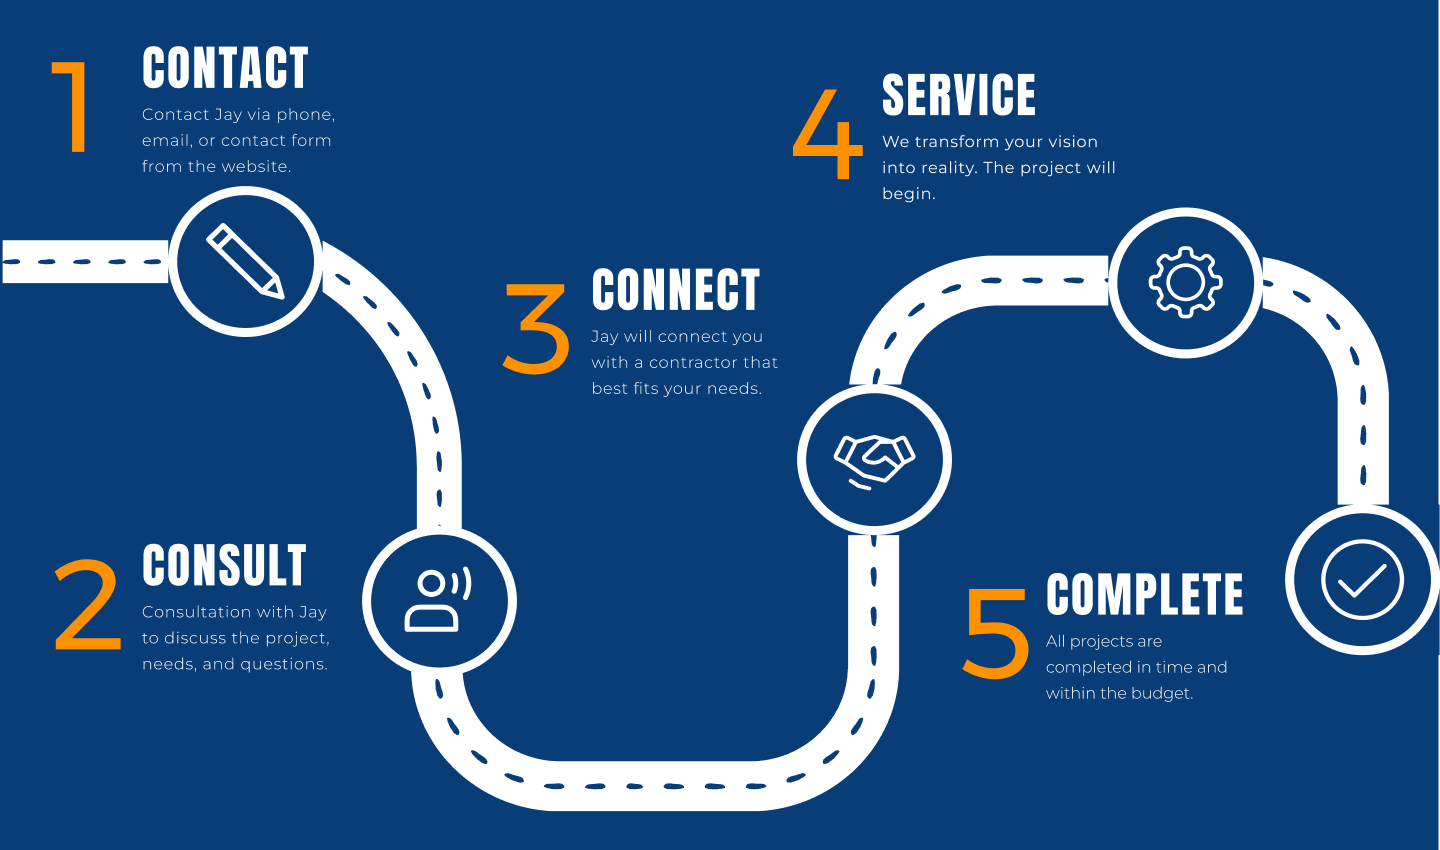 1
CONTACT
Contact Jay via phone,
email, or contact form
from the website.
2
CONSULT
Consultation with Jay
to discuss the project,
needs, and questions.
3
CONNECT
Jay will connect you
with a contractor that
best fits your needs.
4
SERVICE
We transform your vision
into reality. The project will
begin.
5
COMPLETE
All projects are
completed in time and
within the budget.